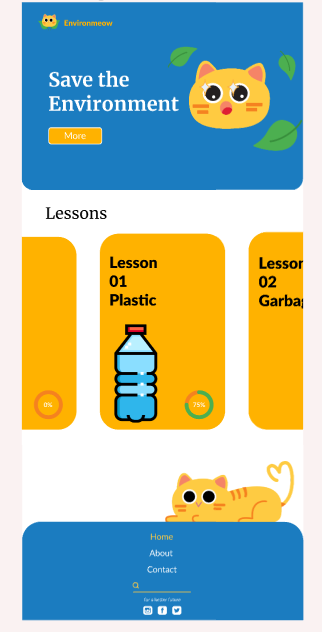 Environmeow
Save the
Environment
More
Lessons
Lesson
01
Plastic
Lesson
02
0%
75%
Home
About
Contact
for a better future